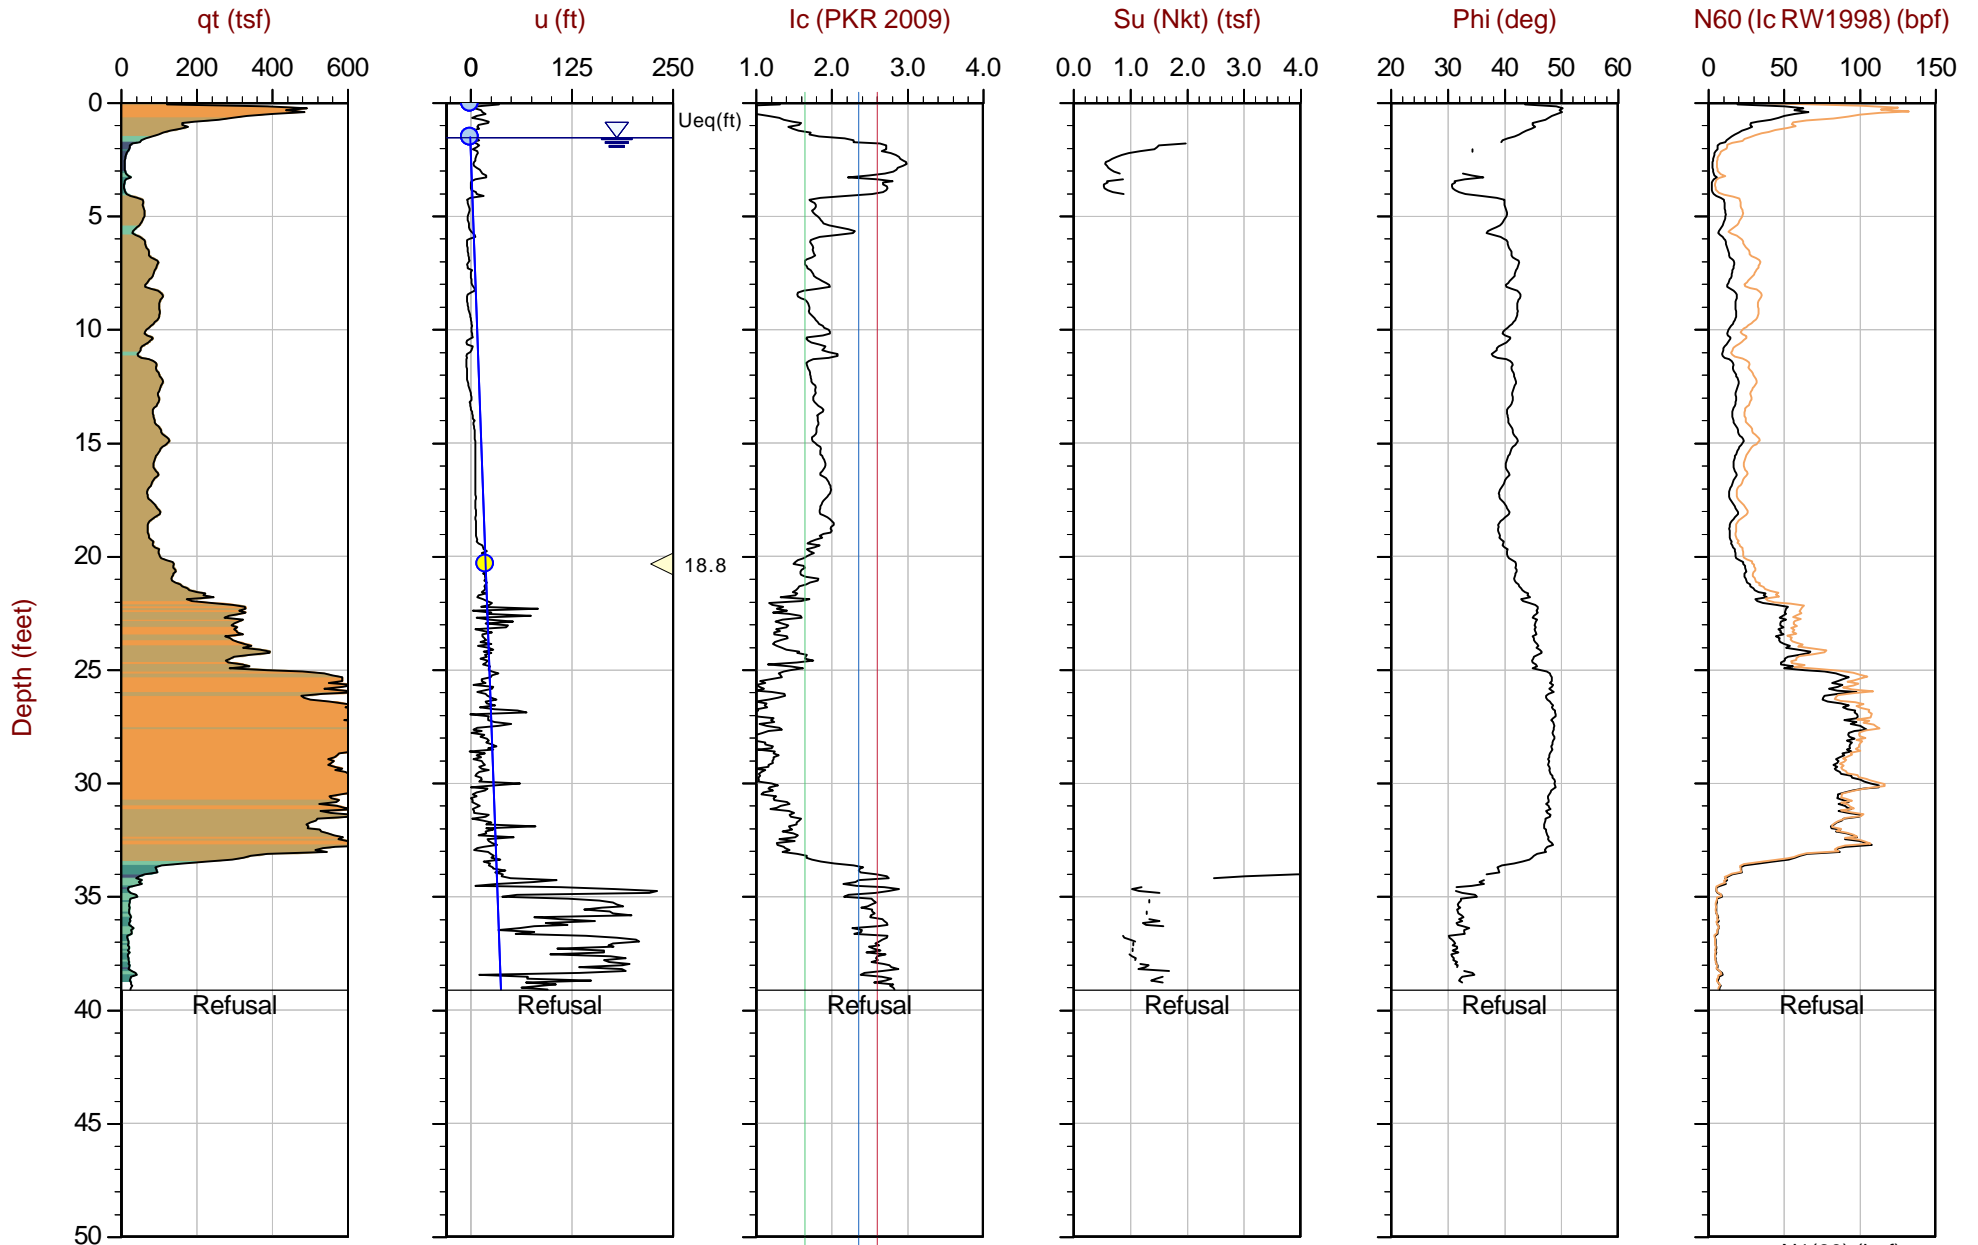 qt (tsf)
u (ft)
Ic (PKR 2009)
Su (Nkt) (tsf)
Phi (deg)
N60 (Ic RW1998) (bpf)
0 200 400 600
0 125 250
1.0 2.0 3.0 4.0
0.0 1.0 2.0 3.0 4.0
20 30 40 50 60
0 50 100 150
Depth (feet)
0
5
10
15
20
25
30
35
40
45
50
Ueq(ft)
18.8
Refusal
Refusal
Refusal
Refusal
Refusal
Refusal